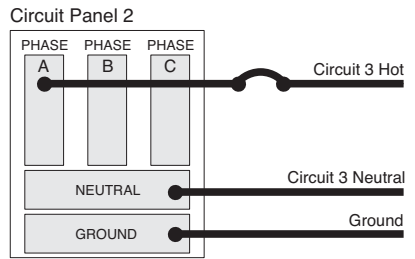 Circuit Panel 2
PHASE PHASE PHASE
A B C
Circuit 3 Hot
NEUTRAL
Circuit 3 Neutral
GROUND
Ground